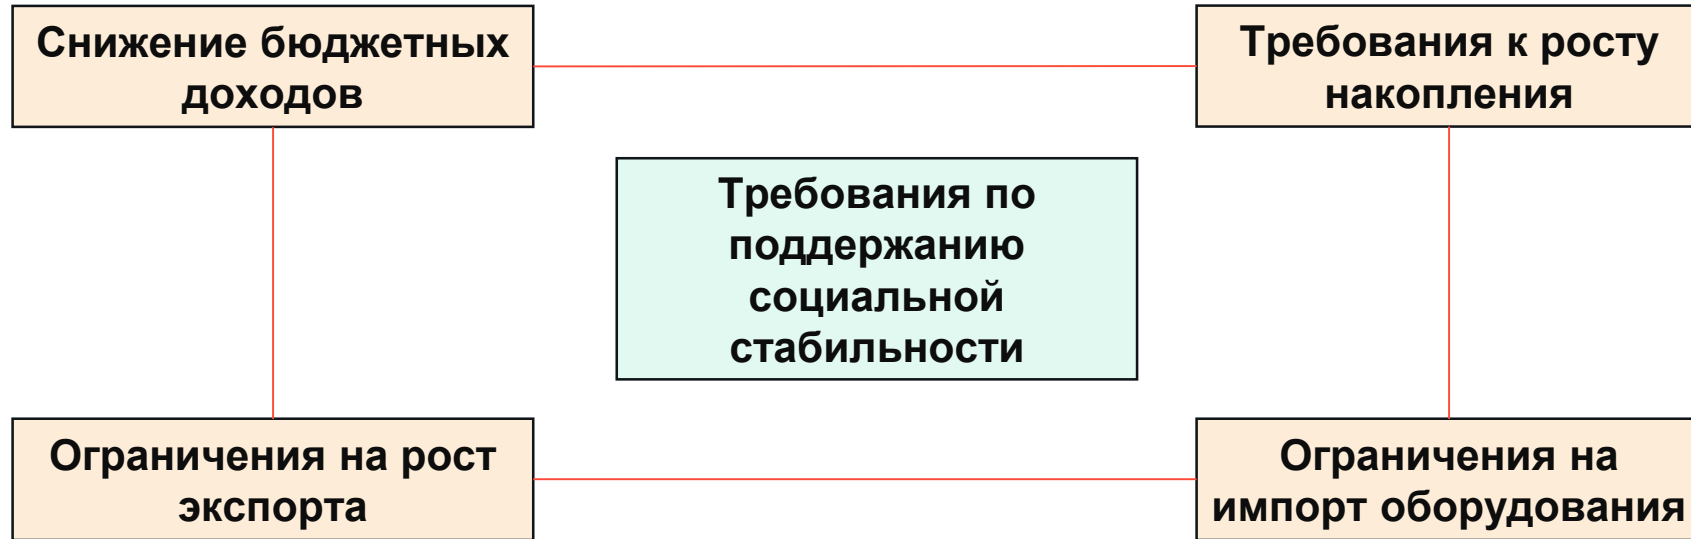 Снижение бюджетных
доходов
Требования к росту
накопления
Требования по
поддержанию
социальной
стабильности
Ограничения на рост
экспорта
Ограничения на
импорт оборудования